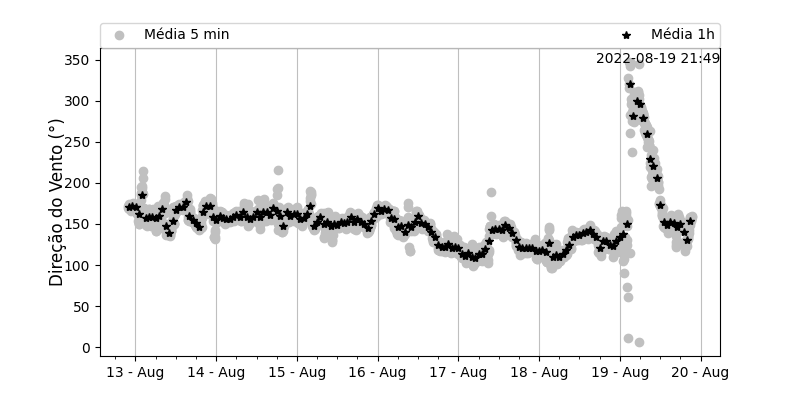 Média 5 min
Média 1h
2022-08-19 21:49
Direção do Vento (°)
350
300
250
200
150
100
50
0
13 - Aug
14 - Aug
15 - Aug
16 - Aug
17 - Aug
18 - Aug
19 - Aug
20 - Aug